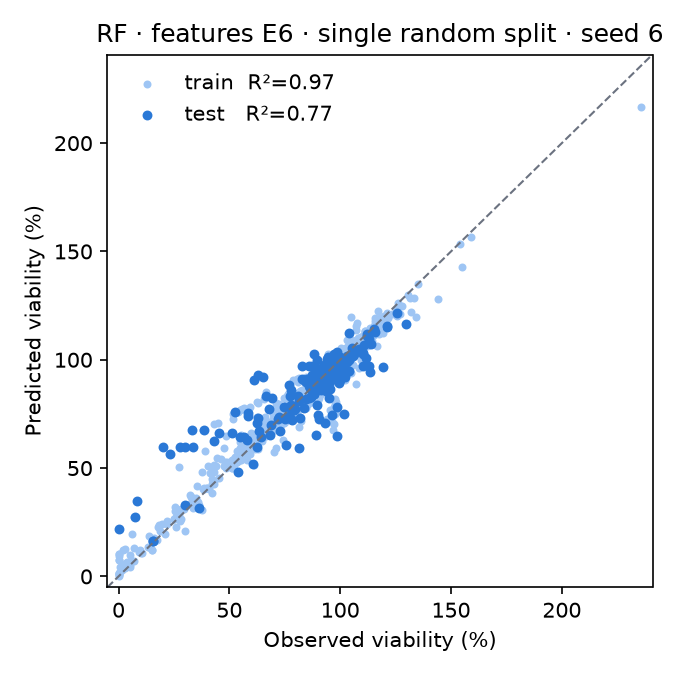 RF · features E6 · single random split · seed 6
train R²=0.97
test R²=0.77
Predicted viability (%)
200
150
100
50
0
0 50 100 150 200
Observed viability (%)